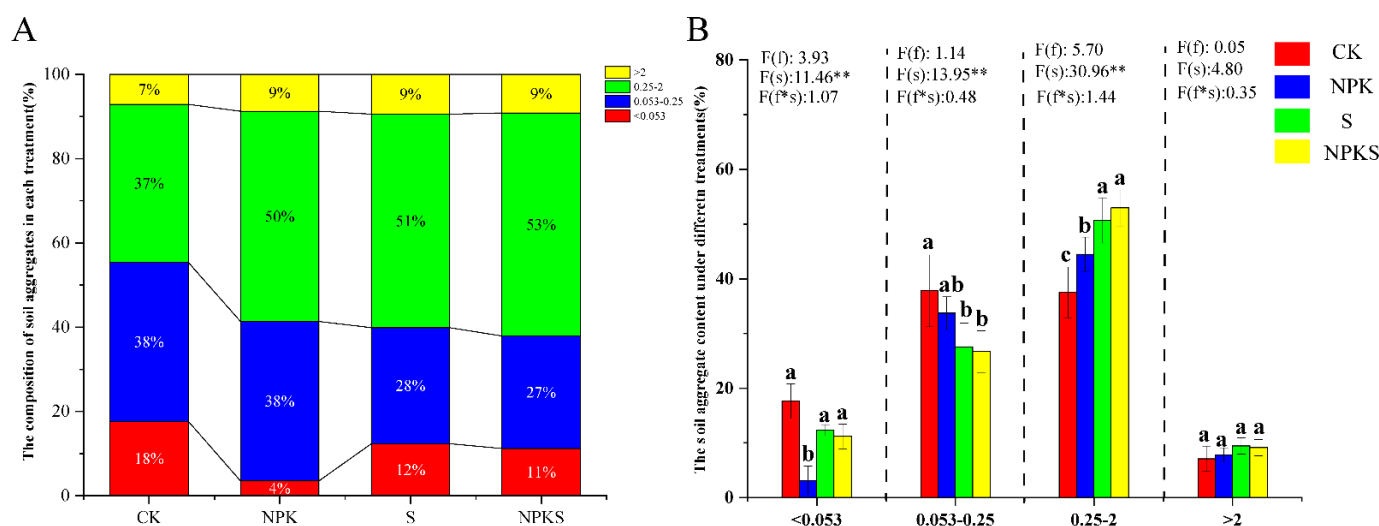 A
The composition of soil aggregates in each treatment(%)
100
80
60
40
20
0
7%
9%
9%
9%
37%
50%
51%
53%
38%
38%
28%
27%
18%
4%
12%
11%
CK
NPK
S
NPKS
>2
0.25-2
0.053-0.25
<0.053
B
The s oil aggregate content under differetn treatments(%)
80
60
40
20
0
F(f): 3.93
F(s):11.46**
F(f*s):1.07
F(f): 1.14
F(s):13.95**
F(f*s):0.48
F(f): 5.70
F(s):30.96**
F(f*s):1.44
F(f): 0.05
F(s):4.80
F(f*s):0.35
CK
NPK
S
NPKS
a
b
a
a
a
ab
b
b
c
b
a
a
a
a
a
a
<0.053
0.053-0.25
0.25-2
>2